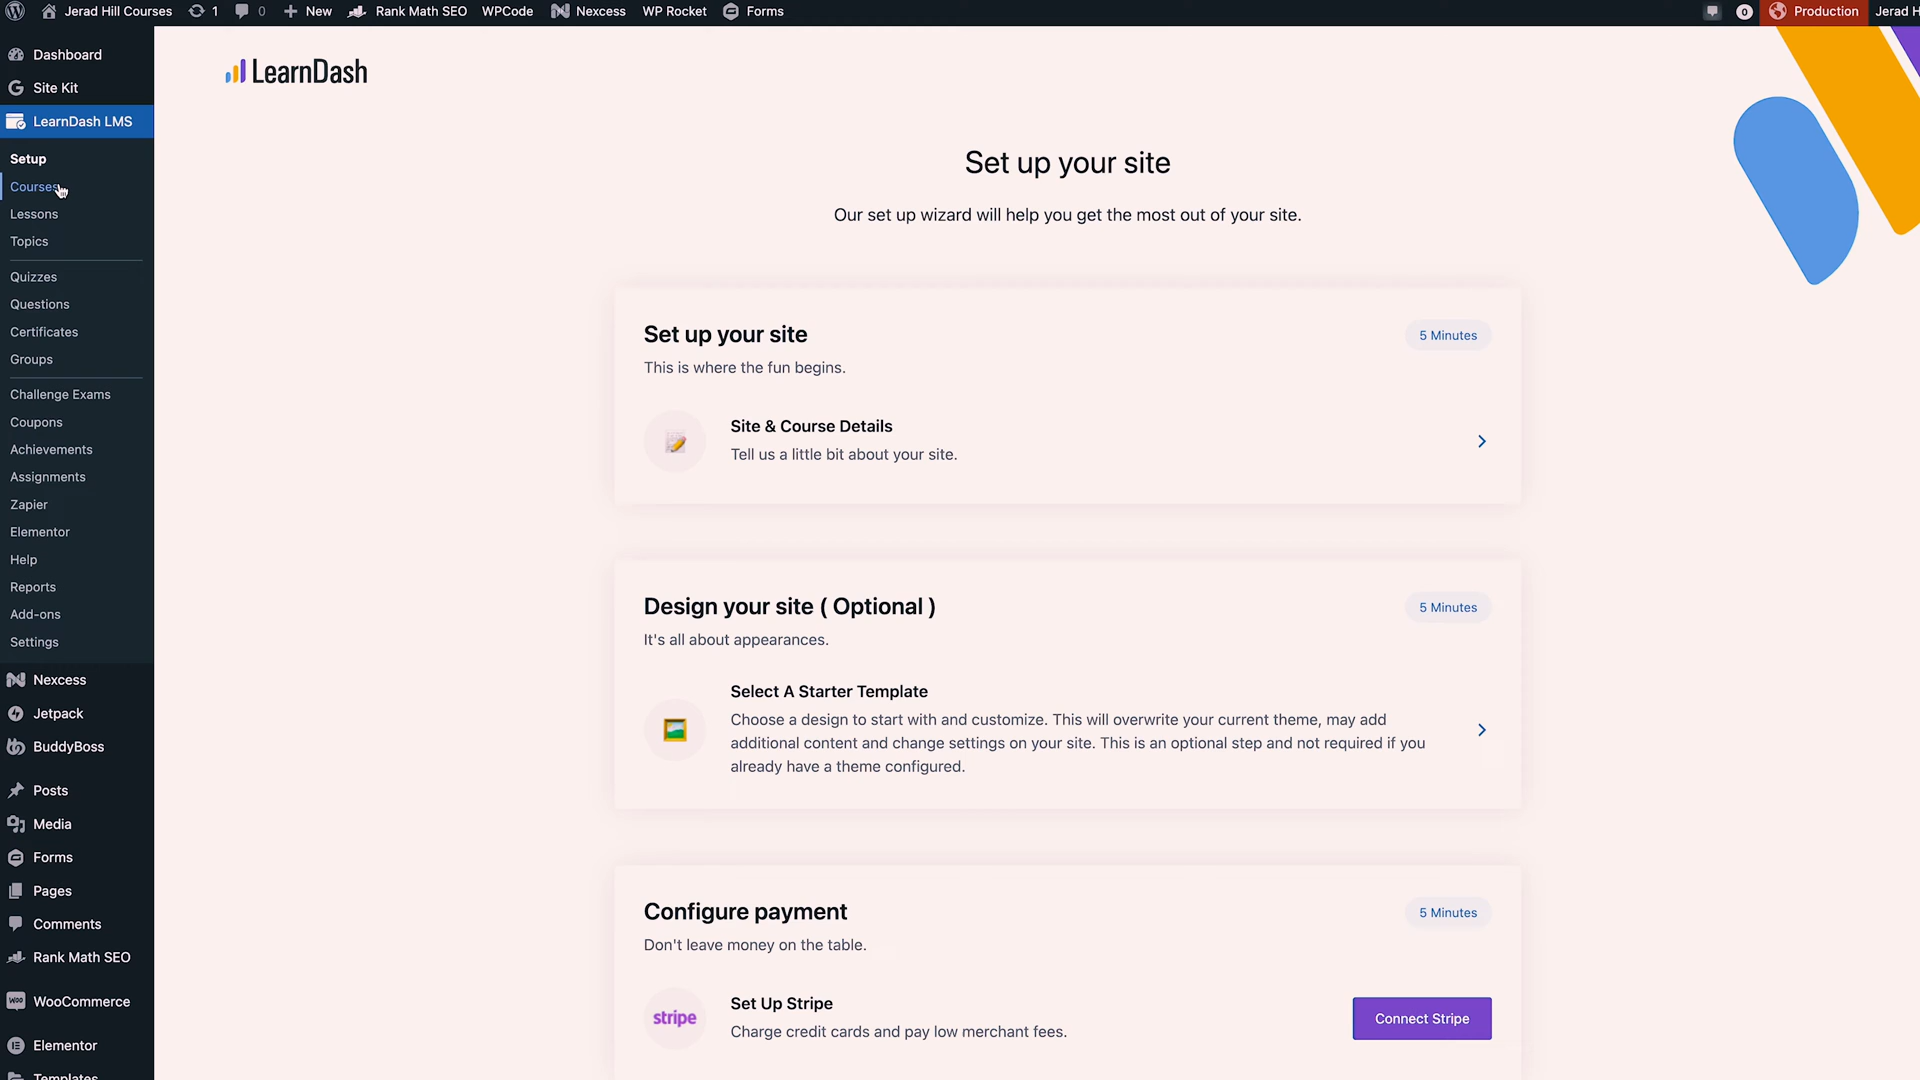 Jerad Hill Courses 1 0 New Rank Math SEO WPCode Nexcess WP Rocket Forms 0 Production Jerad H
Dashboard
Site Kit
LearnDash LMS
Setup
Courses
Lessons
Topics
Quizzes
Questions
Certificates
Groups
Challenge Exams
Coupons
Achievements
Assignments
Zapier
Elementor
Help
Reports
Add-ons
Settings
Nexcess
Jetpack
BuddyBoss
Posts
Media
Forms
Pages
Comments
Rank Math SEO
WooCommerce
Elementor
Templates
LearnDash
Set up your site
Our set up wizard will help you get the most out of your site.
Set up your site
5 Minutes
This is where the fun begins.
Site & Course Details
Tell us a little bit about your site.
Design your site ( Optional )
5 Minutes
It's all about appearances.
Select A Starter Template
Choose a design to start with and customize. This will overwrite your current theme, may add
additional content and change settings on your site. This is an optional step and not required if you
already have a theme configured.
Configure payment
5 Minutes
Don't leave money on the table.
stripe
Set Up Stripe
Charge credit cards and pay low merchant fees.
Connect Stripe